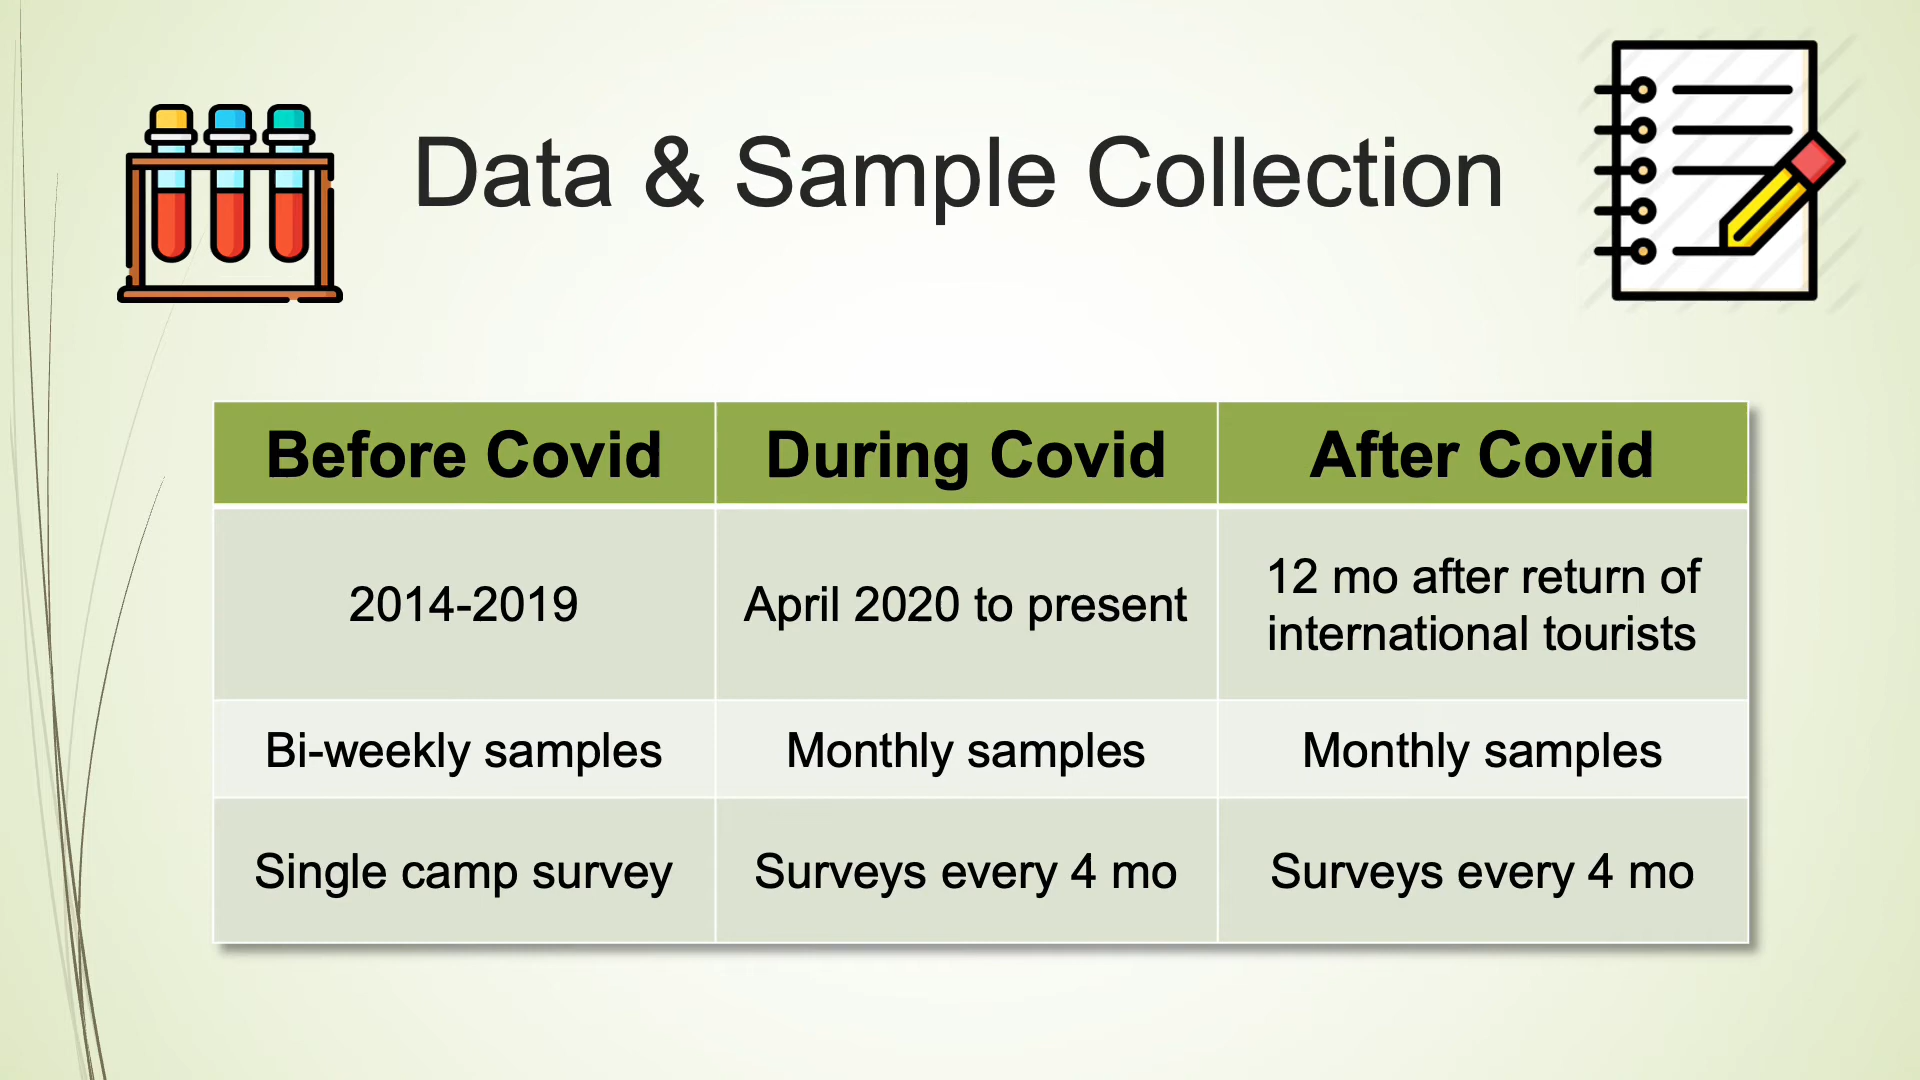 Data & Sample Collection
Before Covid
During Covid
After Covid
2014-2019
April 2020 to present
12 mo after return of
international tourists
Bi-weekly samples
Monthly samples
Monthly samples
Single camp survey
Surveys every 4 mo
Surveys every 4 mo